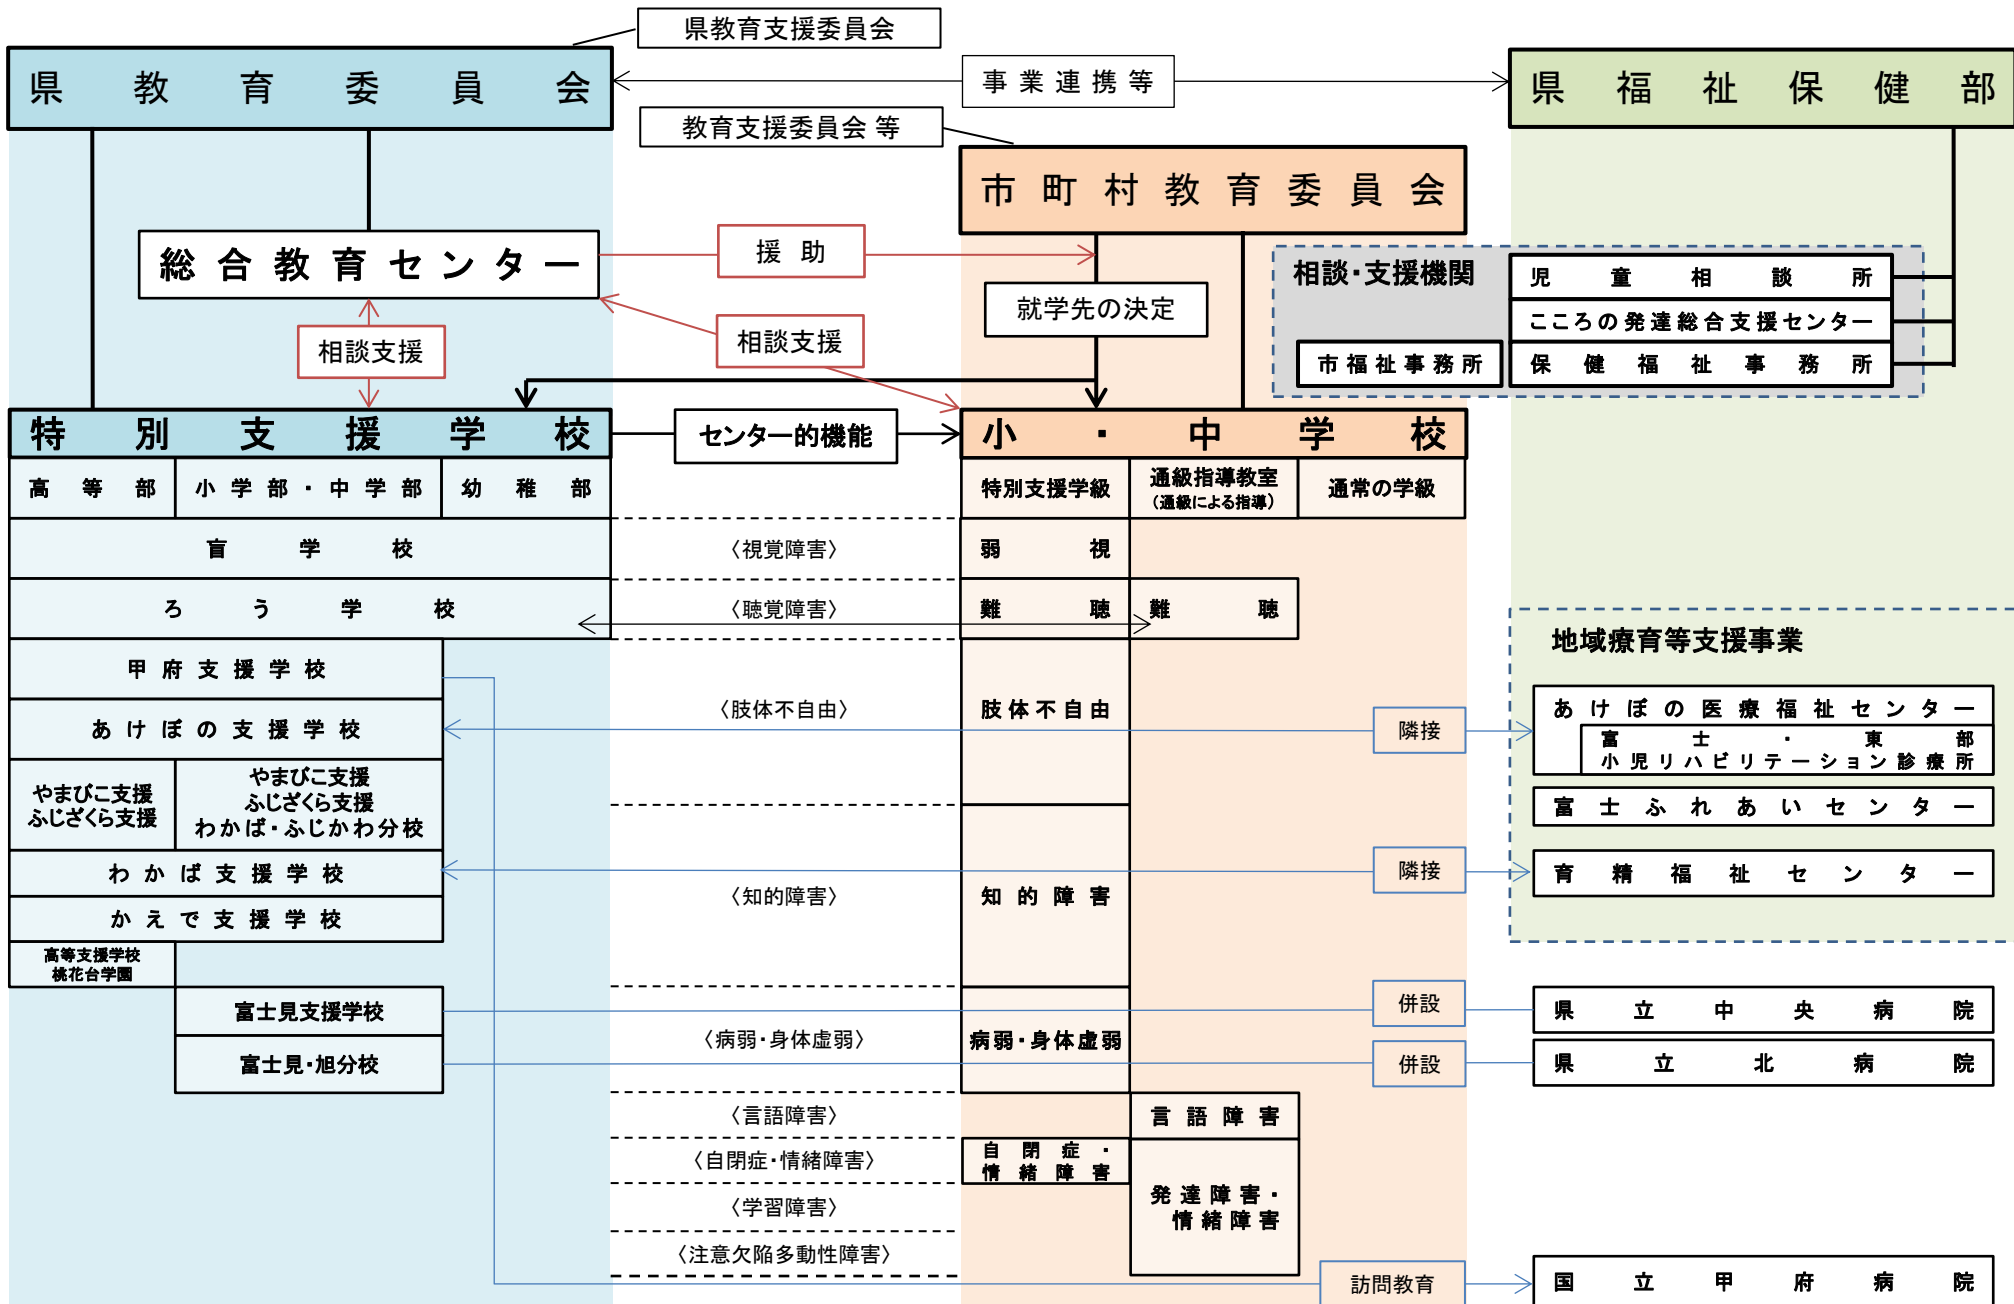 県教育支援委員会
県教育委員会
事業連携等
県福祉保健部
教育支援委員会 等
市町村教育委員会
総合教育センター
援助
相談・支援機関
児童相談所
こころの発達総合支援センター
市福祉事務所
保健福祉事務所
就学先の決定
相談支援
相談支援
特別支援学校
センター的機能
小・中学校
高等部
小学部・中学部
幼稚部
特別支援学級
通級指導教室
（通級による指導）
通常の学級
盲学校
〈視覚障害〉
弱視
ろう学校
〈聴覚障害〉
難聴
難聴
甲府支援学校
あけぼの支援学校
〈肢体不自由〉
肢体不自由
隣接
地域療育等支援事業
あけぼの医療福祉センター
富士・東部
小児リハビリテーション診療所
富士ふれあいセンター
やまびこ支援
ふじざくら支援
やまびこ支援
ふじざくら支援
わかば・ふじかわ分校
わかば支援学校
かえで支援学校
高等支援学校
桃花台学園
〈知的障害〉
知的障害
隣接
育精福祉センター
富士見支援学校
富士見・旭分校
〈病弱・身体虚弱〉
病弱・身体虚弱
併設
県立中央病院
併設
県立北病院
〈言語障害〉
言語障害
〈自閉症・情緒障害〉
自閉症・
情緒障害
〈学習障害〉
発達障害・
情緒障害
〈注意欠陥多動性障害〉
訪問教育
国立甲府病院